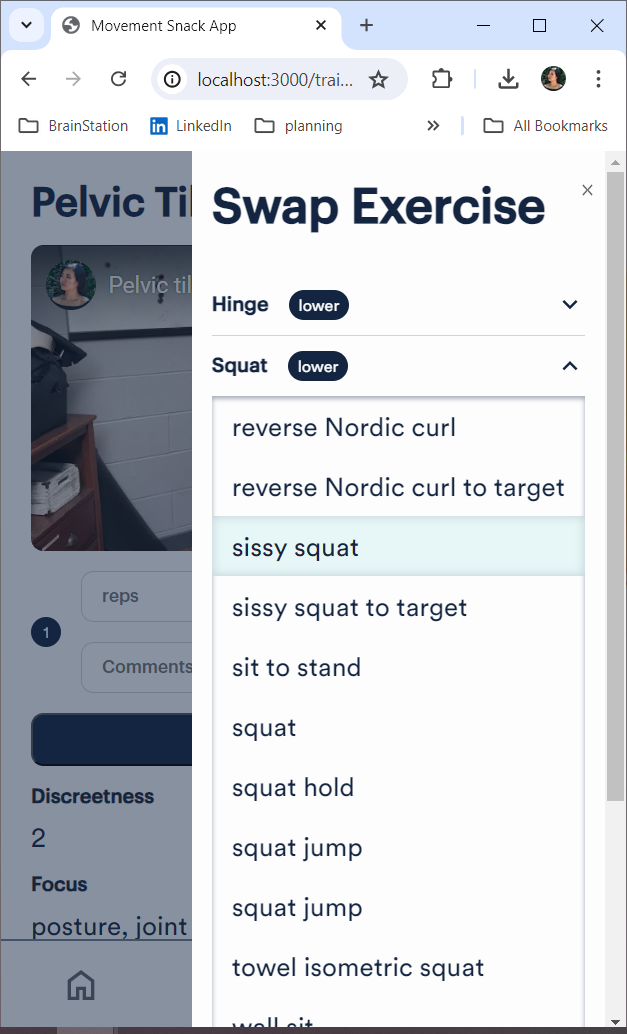 Movement Snack App
localhost:3000/trai...
BrainStation
LinkedIn
planning
All Bookmarks
Pelvic Til
Pelvic til
1
reps
Comments
Discreetness
2
Focus
posture, joint
Swap Exercise
Hinge lower
Squat lower
reverse Nordic curl
reverse Nordic curl to target
sissy squat
sissy squat to target
sit to stand
squat
squat hold
squat jump
squat jump
towel isometric squat
wall sit